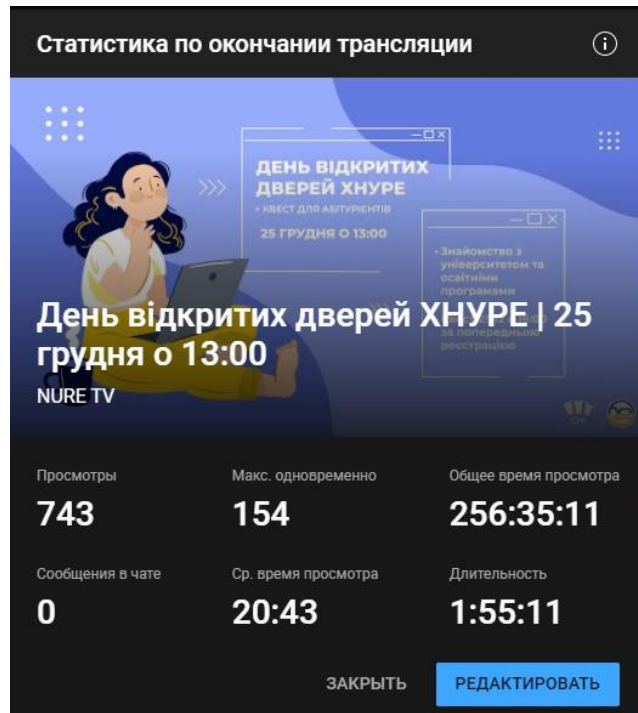 Статистика по окончании трансляции
ДЕНЬ ВІДКРИТИХ
ДВЕРЕЙ ХНУРЕ
• КВЕСТ ДЛЯ АБІТУРІЄНТІВ
25 ГРУДНЯ О 13:00
• Знайомство з
університетом та
освітніми
програмами
за попередньою
реєстрацією
День відкритих дверей ХНУРЕ | 25
грудня о 13:00
NURE TV
Просмотры
Макс. одновременно
Общее время просмотра
743
154
256:35:11
Сообщения в чате
Ср. время просмотра
Длительность
0
20:43
1:55:11
ЗАКРЫТЬ
РЕДАКТИРОВАТЬ